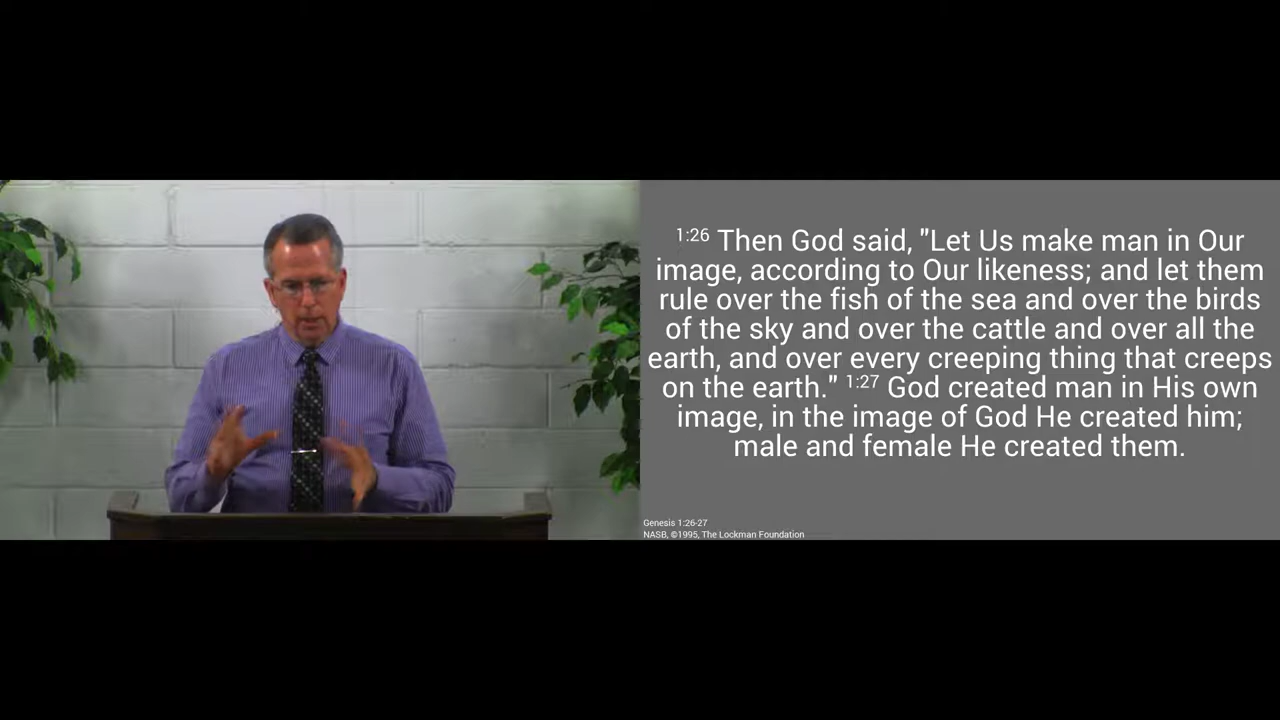 1:26 Then God said, "Let Us make man in Our
image, according to Our likeness; and let them
rule over the fish of the sea and over the birds
of the sky and over the cattle and over all the
earth, and over every creeping thing that creeps
on the earth." 1:27 God created man in His own
image, in the image of God He created him;
male and female He created them.
Genesis 1:26-27
NASB, ©1995, The Lockman Foundation